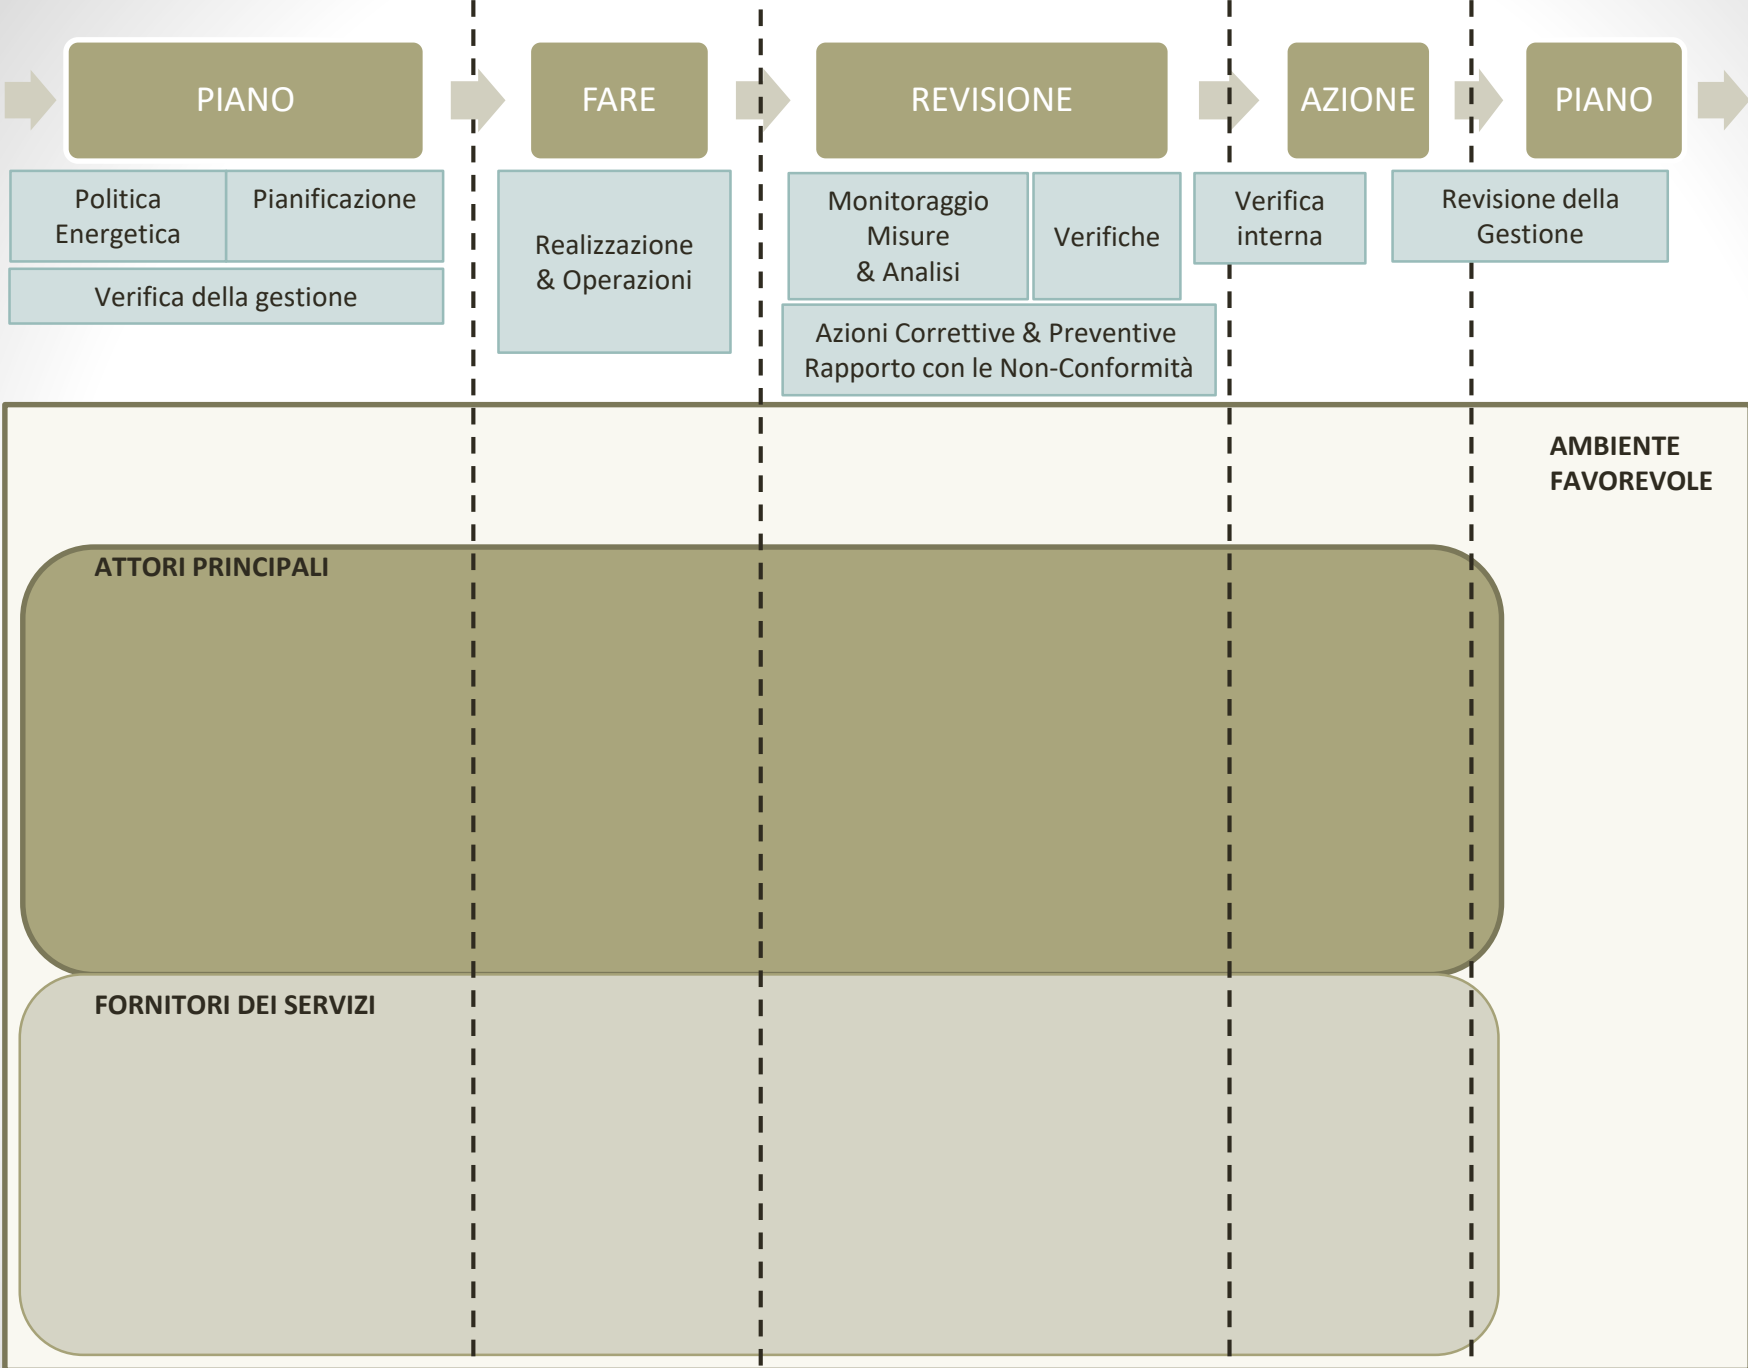 PIANO
FARE
REVISIONE
AZIONE
PIANO
Politica
Energetica
Pianificazione
Verifica della gestione
Realizzazione
& Operazioni
Monitoraggio
Misure
& Analisi
Verifiche
Azioni Correttive & Preventive
Rapporto con le Non-Conformità
Verifica
interna
Revisione della
Gestione
AMBIENTE
FAVOREVOLE
ATTORI PRINCIPALI
FORNITORI DEI SERVIZI